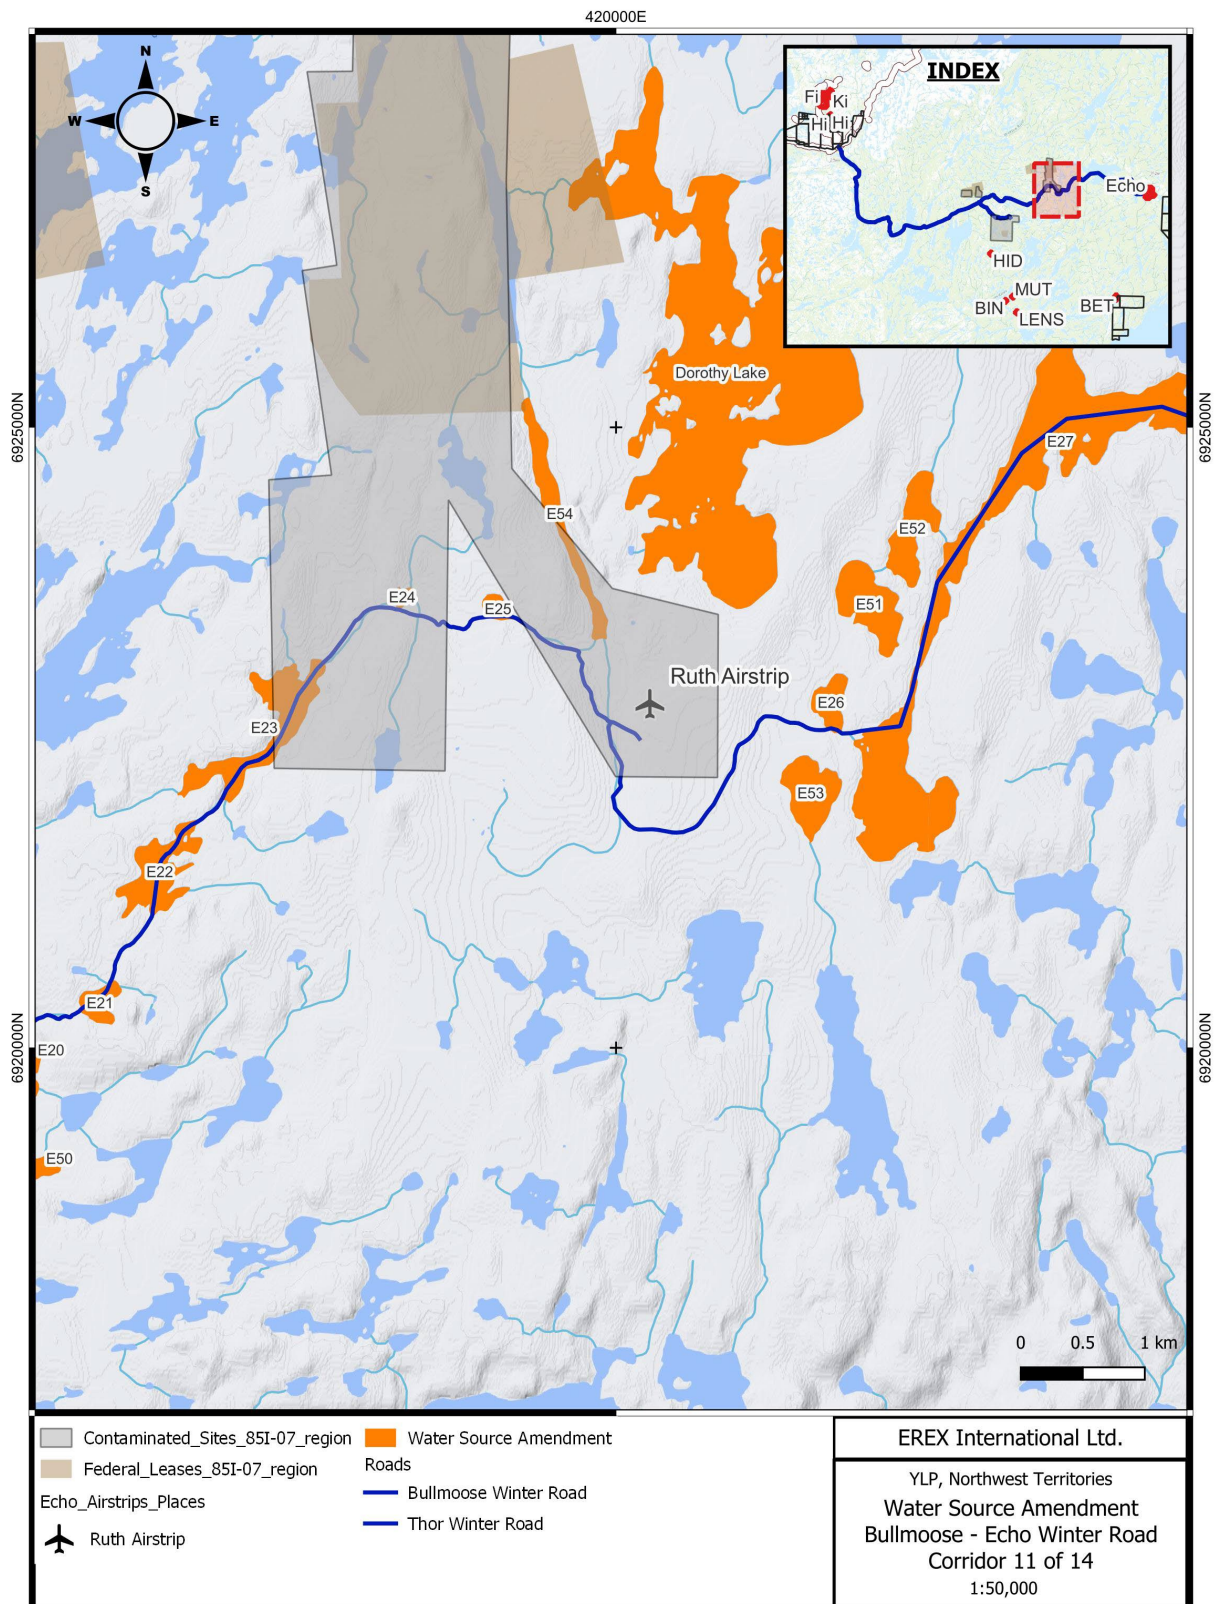 420000E
N
W
E
S
INDEX
Fi
Ki
Hi
Hi
Echo
HID
MUT
BIN
LENS
BET
Dorothy Lake
6925000N
6925000N
E27
E54
E52
E24
E25
E51
Ruth Airstrip
E26
E23
E53
E22
E21
E20
6920000N
6920000N
E50
0 0.5 1 km
Contaminated_Sites_85I-07_region
Federal_Leases_85I-07_region
Echo_Airstrips_Places
Ruth Airstrip
Water Source Amendment
Roads
Bullmoose Winter Road
Thor Winter Road
EREX International Ltd.
YLP, Northwest Territories
Water Source Amendment
Bullmoose - Echo Winter Road
Corridor 11 of 14
1:50,000